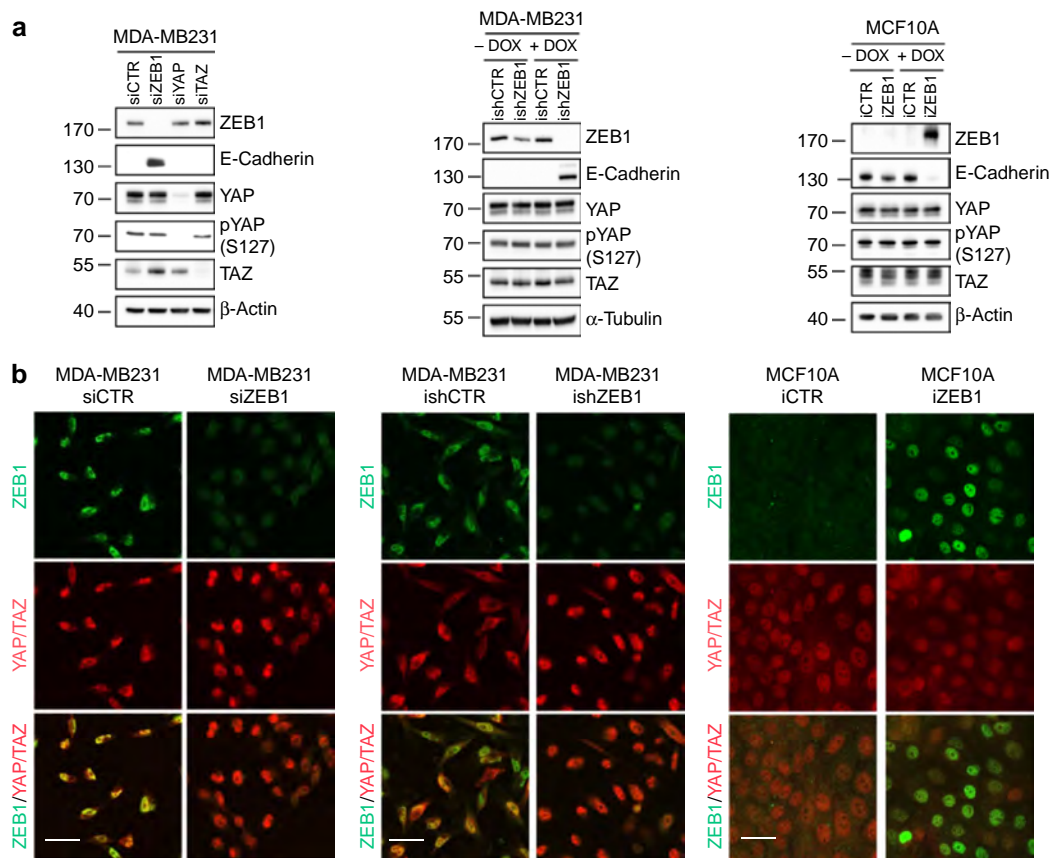 a
MDA-MB231
siCTR
siZEB1
siYAP
siTAZ
170
ZEB1
130
E-Cadherin
70
YAP
70
pYAP
(S127)
55
TAZ
40
β-Actin
MDA-MB231
– DOX + DOX
ishCTR
ishZEB1
ishCTR
ishZEB1
170
ZEB1
130
E-Cadherin
70
YAP
70
pYAP
(S127)
55
TAZ
55
α-Tubulin
MCF10A
– DOX + DOX
iCTR
iZEB1
iCTR
iZEB1
170
ZEB1
130
E-Cadherin
70
YAP
70
pYAP
(S127)
55
TAZ
40
β-Actin
b
MDA-MB231
siCTR
MDA-MB231
siZEB1
ZEB1
YAP/TAZ
ZEB1/YAP/TAZ
MDA-MB231
ishCTR
MDA-MB231
ishZEB1
ZEB1
YAP/TAZ
ZEB1/YAP/TAZ
MCF10A
iCTR
MCF10A
iZEB1
ZEB1
YAP/TAZ
ZEB1/YAP/TAZ